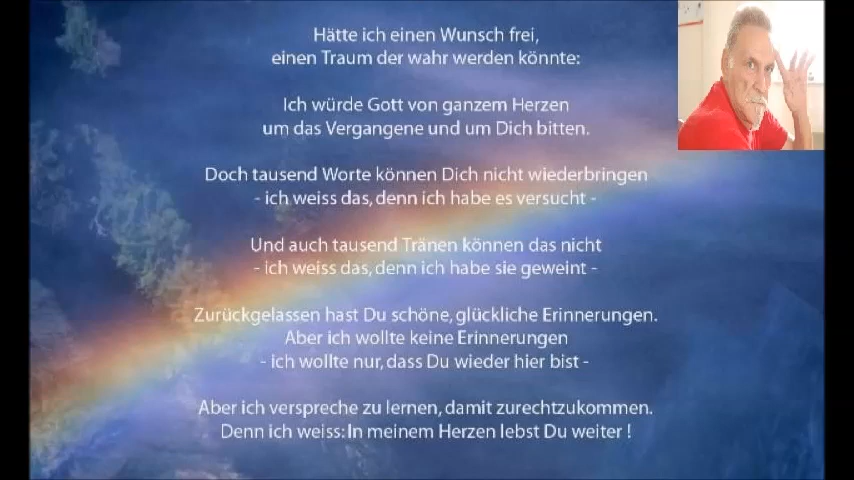 Hätte ich einen Wunsch frei,
einen Traum der wahr werden könnte:
Ich würde Gott von ganzem Herzen
um das Vergangene und um Dich bitten.
Doch tausend Worte können Dich nicht wiederbringen
- ich weiss das, denn ich habe es versucht -
Und auch tausend Tränen können das nicht
- ich weiss das, denn ich habe sie geweint -
Zurückgelassen hast Du schöne, glückliche Erinnerungen.
Aber ich wollte keine Erinnerungen
- ich wollte nur, dass Du wieder hier bist -
Aber ich verspreche zu lernen, damit zurechtzukommen.
Denn ich weiss: In meinem Herzen lebst Du weiter !